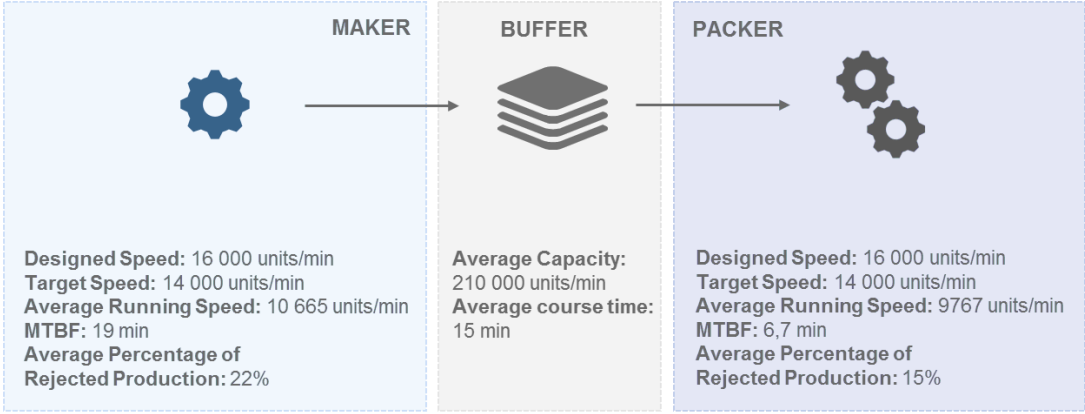 MAKER
Designed Speed: 16 000 units/min
Target Speed: 14 000 units/min
Average Running Speed: 10 665 units/min
MTBF: 19 min
Average Percentage of
Rejected Production: 22%
BUFFER
Average Capacity:
210 000 units/min
Average course time:
15 min
PACKER
Designed Speed: 16 000 units/min
Target Speed: 14 000 units/min
Average Running Speed: 9767 units/min
MTBF: 6,7 min
Average Percentage of
Rejected Production: 15%